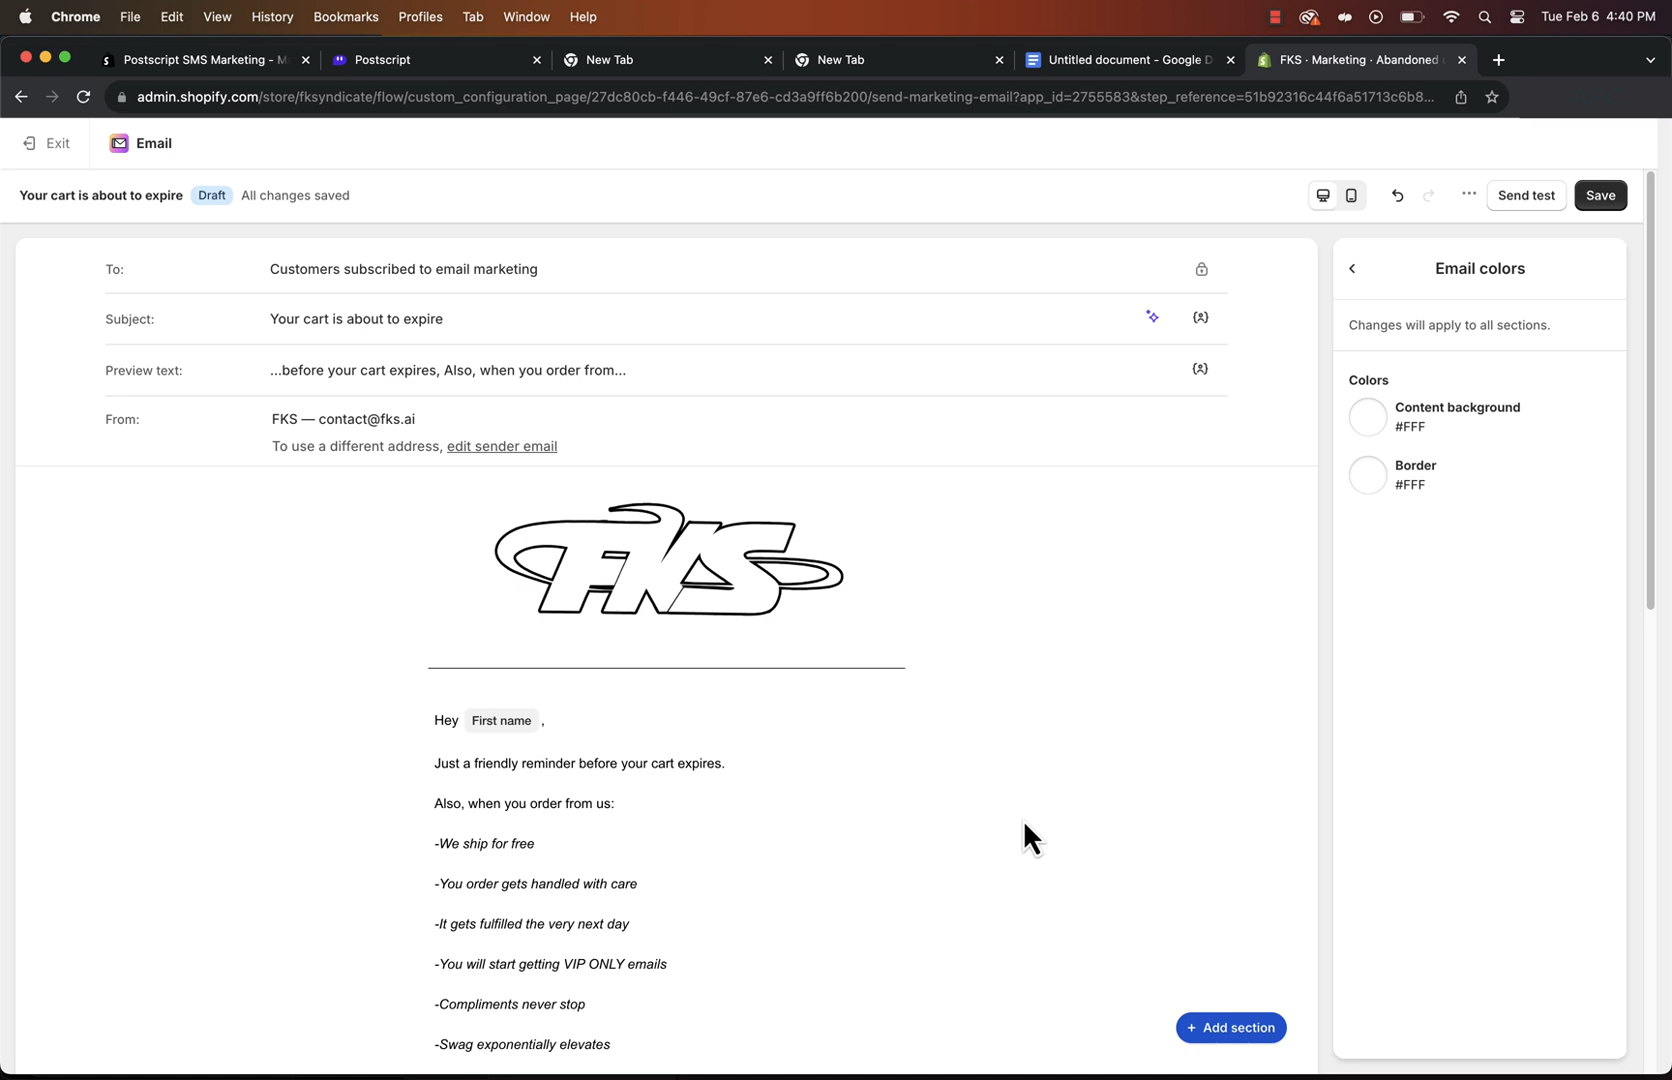 Chrome File Edit View History Bookmarks Profiles Tab Window Help Tue Feb 6 4:40 PM
Postscript SMS Marketing - Postscript New Tab New Tab Untitled document - Google FKS · Marketing · Abandoned
admin.shopify.com/store/fksyndicate/flow/custom_configuration_page/27dc80cb-f446-49cf-87e6-cd3a9ff6b200/send-marketing-email?app_id=2755583&step_reference=51b92316c44f6a51713c6b8...
Exit Email
Your cart is about to expire Draft All changes saved ... Send test Save
To: Customers subscribed to email marketing
Subject: Your cart is about to expire
Preview text: ...before your cart expires, Also, when you order from...
From: FKS — contact@fks.ai
To use a different address, edit sender email
Email colors
Changes will apply to all sections.
Colors
Content background
#FFF
Border
#FFF
FKS
Hey First name ,
Just a friendly reminder before your cart expires.
Also, when you order from us:
-We ship for free
-You order gets handled with care
-It gets fulfilled the very next day
-You will start getting VIP ONLY emails
-Compliments never stop
-Swag exponentially elevates
+ Add section